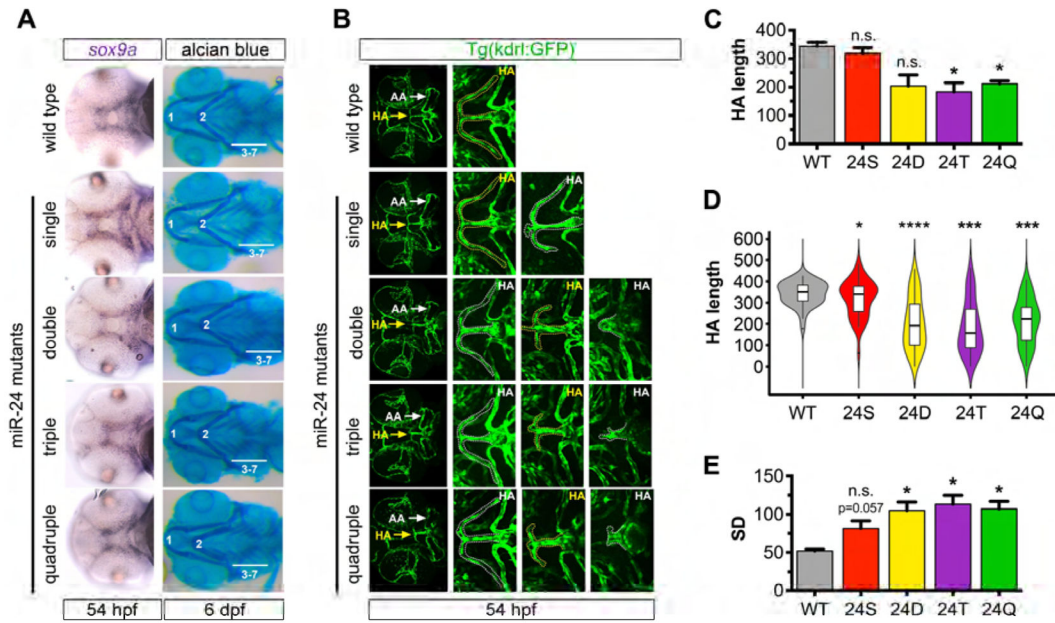 A
sox9a
alcian blue
wild type
single
double
triple
quadruple
miR-24 mutants
1
2
3-7
1
2
3-7
1
2
3-7
1
2
3-7
1
2
3-7
54 hpf
6 dpf
B
Tg(kdrl:GFP)
wild type
single
double
triple
quadruple
miR-24 mutants
AA
HA
HA
AA
HA
HA
HA
AA
HA
HA
HA
HA
AA
HA
HA
HA
HA
AA
HA
HA
HA
HA
54 hpf
C
HA length
400
300
200
100
0
n.s.
n.s.
*
*
WT 24S 24D 24T 24Q
D
HA length
600
500
400
300
200
100
0
* **** *** ***
WT 24S 24D 24T 24Q
E
SD
150
100
50
0
n.s.
p=0.057
*
*
*
WT 24S 24D 24T 24Q